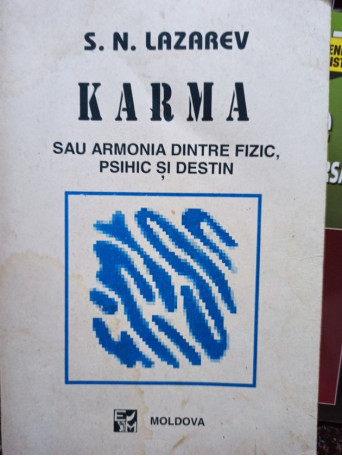 S. N. LAZAREV
KARMA
SAU ARMONIA DINTRE FIZIC,
PSIHIC ȘI DESTIN
MOLDOVA